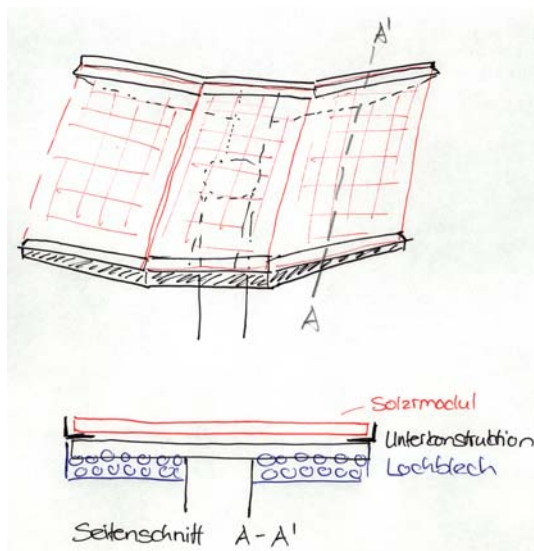 A'
A
Solarmodul
Unterkonstruktion
Lochblech
Seitenschnitt A-A'